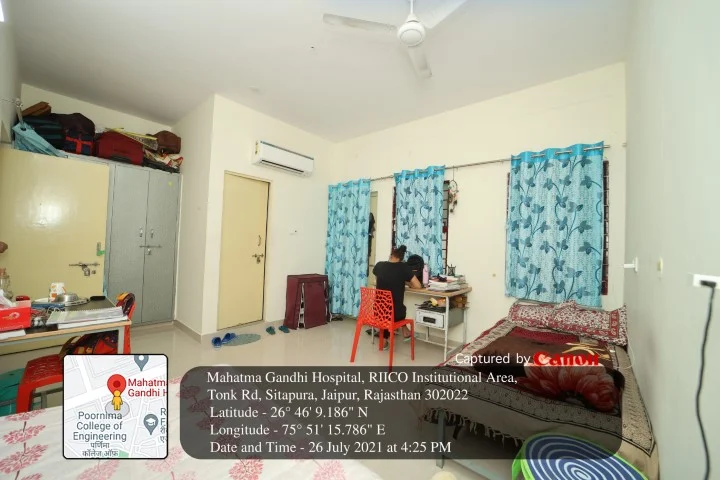 Captured by Canon
Mahatma Gandhi Hospital, RIICO Institutional Area,
Tonk Rd, Sitapura, Jaipur, Rajasthan 302022
Latitude - 26° 46' 9.186" N
Longitude - 75° 51' 15.786" E
Date and Time - 26 July 2021 at 4:25 PM
Mahatm
Gandhi H
Poornima
College of
Engineering
पूर्णिमा
कॉलेज ऑफ